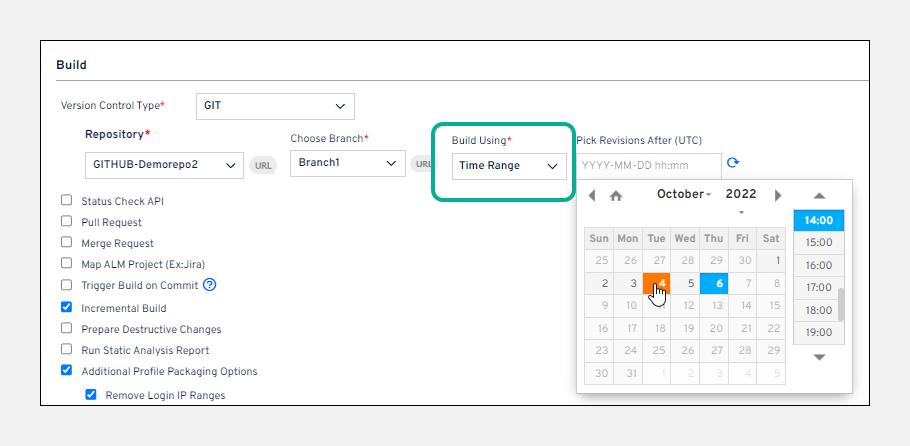 Build
Version Control Type*
GIT
Repository*
Choose Branch*
Build Using*
Pick Revisions After (UTC)
GITHUB-Demorepo2
URL
Branch1
URL
Time Range
YYYY-MM-DD hh:mm
October 2022
14:00
15:00
16:00
17:00
18:00
19:00
Sun Mon Tue Wed Thu Fri Sat
25 26 27 28 29 30 1
2 3 4 5 6 7 8
9 10 11 12 13 14 15
16 17 18 19 20 21 22
23 24 25 26 27 28 29
30 31 1 2 3 4 5
Status Check API
Pull Request
Merge Request
Map ALM Project (Ex:Jira)
Trigger Build on Commit ?
Incremental Build
Prepare Destructive Changes
Run Static Analysis Report
Additional Profile Packaging Options
Remove Login IP Ranges